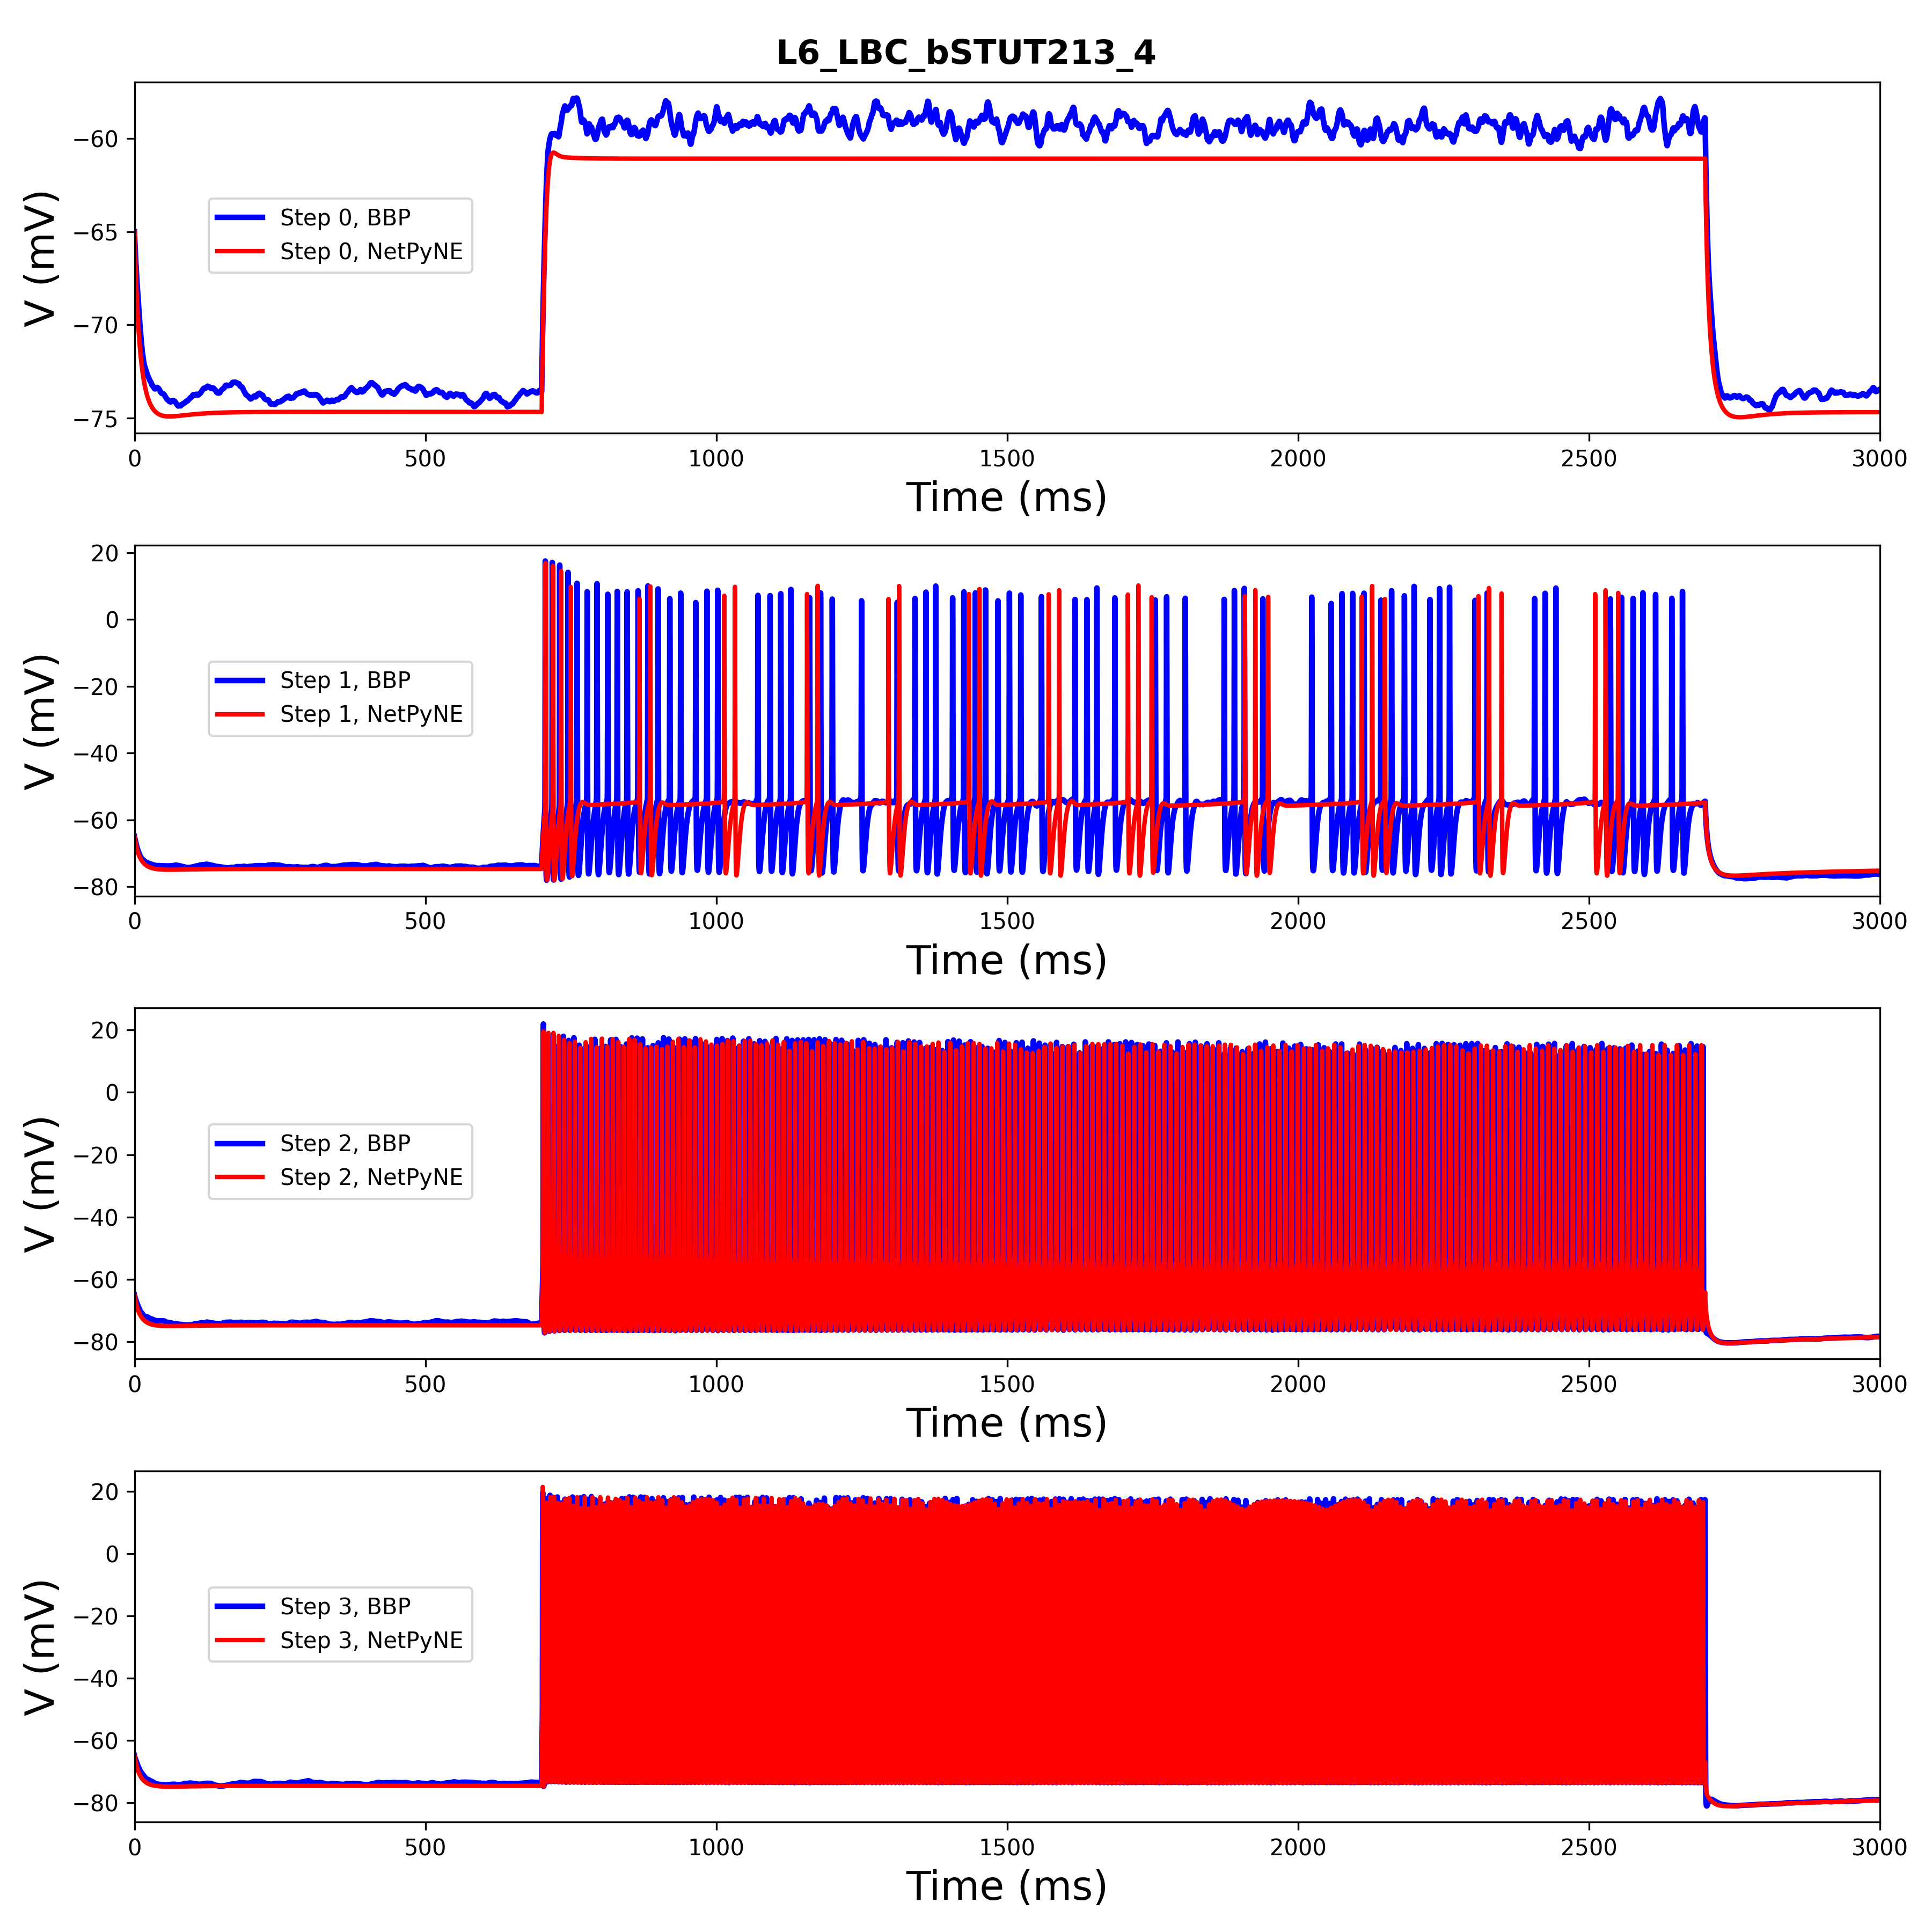 L6_LBC_bSTUT213_4
−60
−65
−70
−75
V (mV)
Step 0, BBP
Step 0, NetPyNE
0 500 1000 1500 2000 2500 3000
Time (ms)
20
0
−20
−40
−60
−80
V (mV)
Step 1, BBP
Step 1, NetPyNE
0 500 1000 1500 2000 2500 3000
Time (ms)
20
0
−20
−40
−60
−80
V (mV)
Step 2, BBP
Step 2, NetPyNE
0 500 1000 1500 2000 2500 3000
Time (ms)
20
0
−20
−40
−60
−80
V (mV)
Step 3, BBP
Step 3, NetPyNE
0 500 1000 1500 2000 2500 3000
Time (ms)